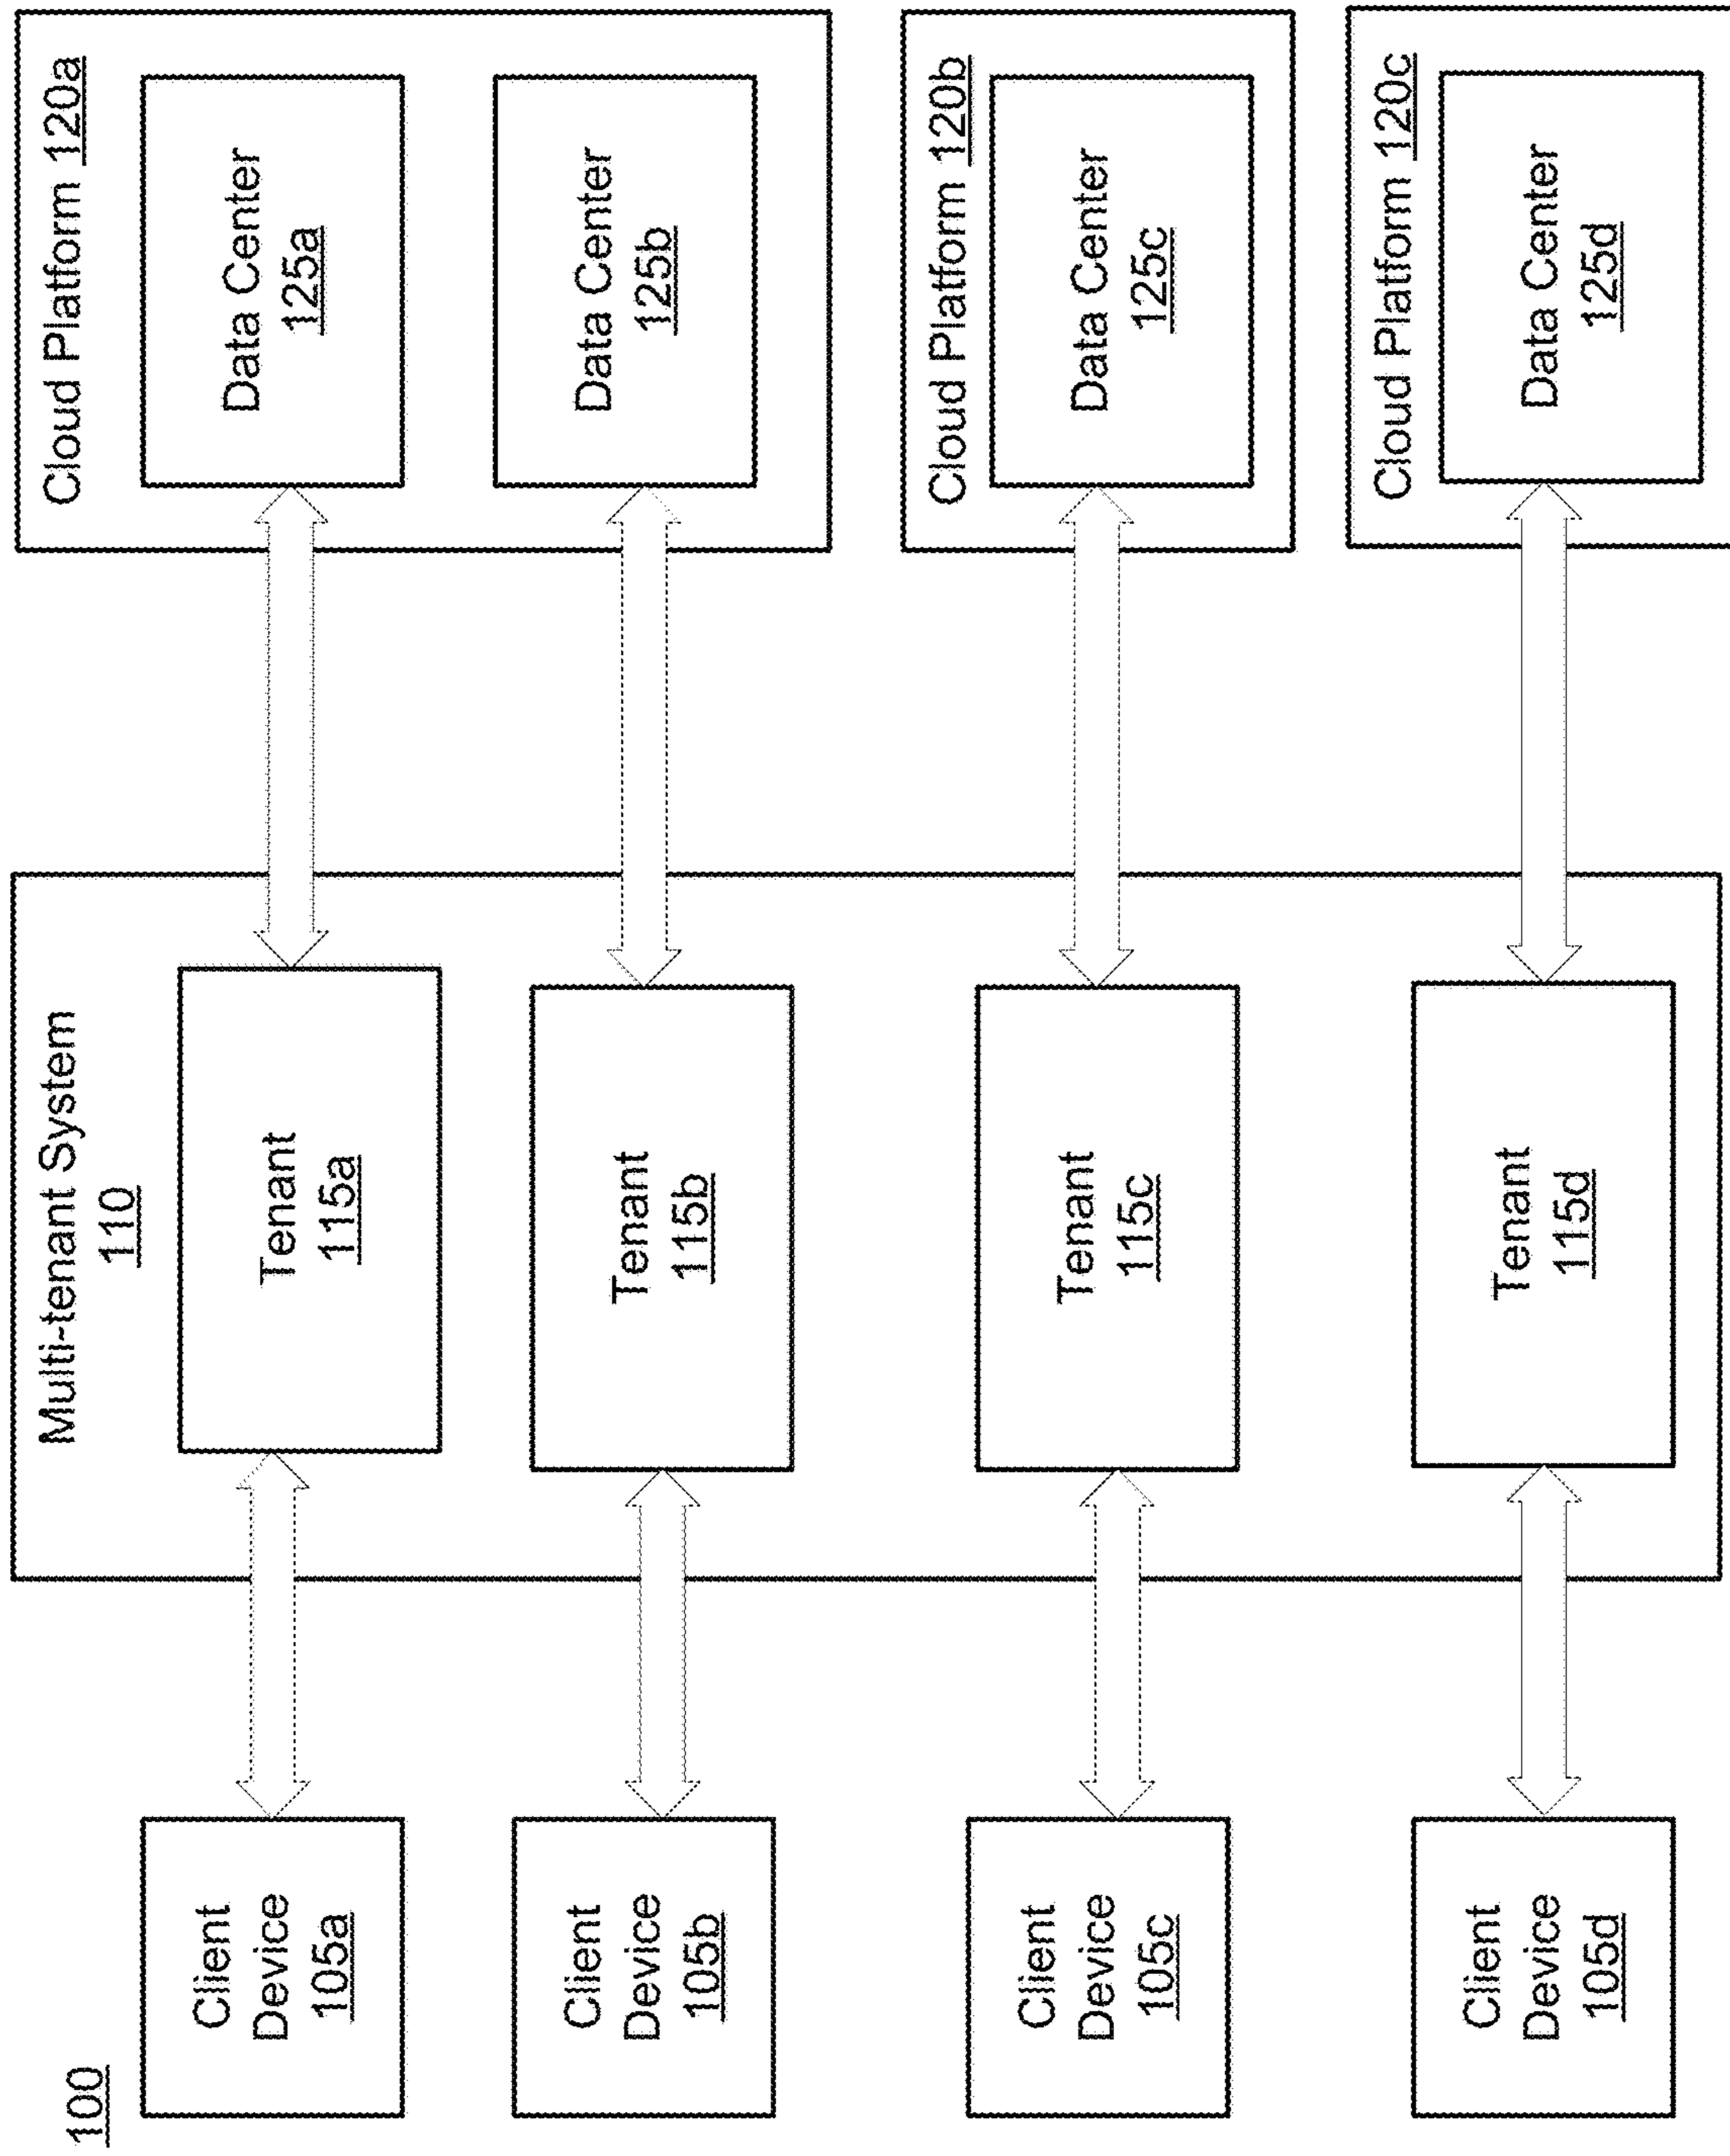 100
Client
Device
105a
Client
Device
105b
Client
Device
105c
Client
Device
105d
Multi-tenant System
110
Tenant
115a
Tenant
115b
Tenant
115c
Tenant
115d
Cloud Platform 120a
Data Center
125a
Data Center
125b
Cloud Platform 120b
Data Center
125c
Cloud Platform 120c
Data Center
125d